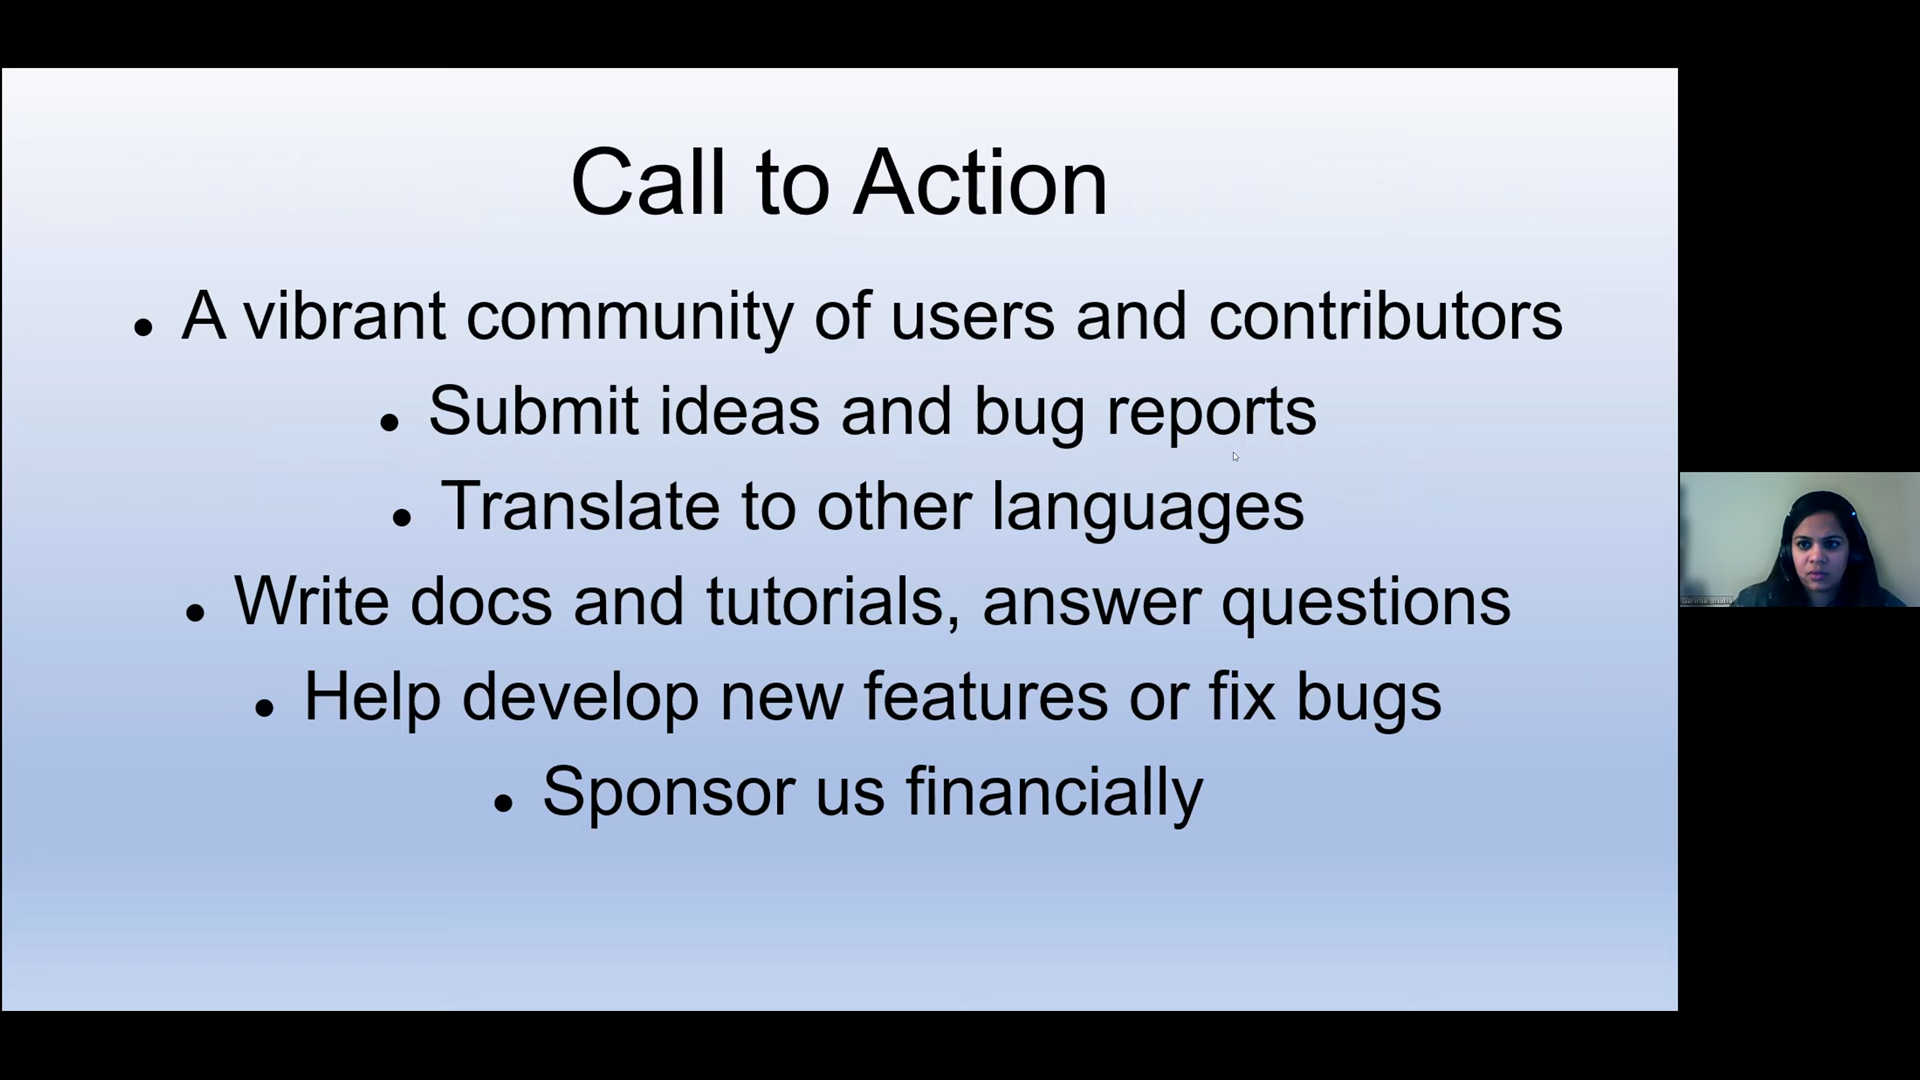 Call to Action
• A vibrant community of users and contributors
• Submit ideas and bug reports
• Translate to other languages
• Write docs and tutorials, answer questions
• Help develop new features or fix bugs
• Sponsor us financially